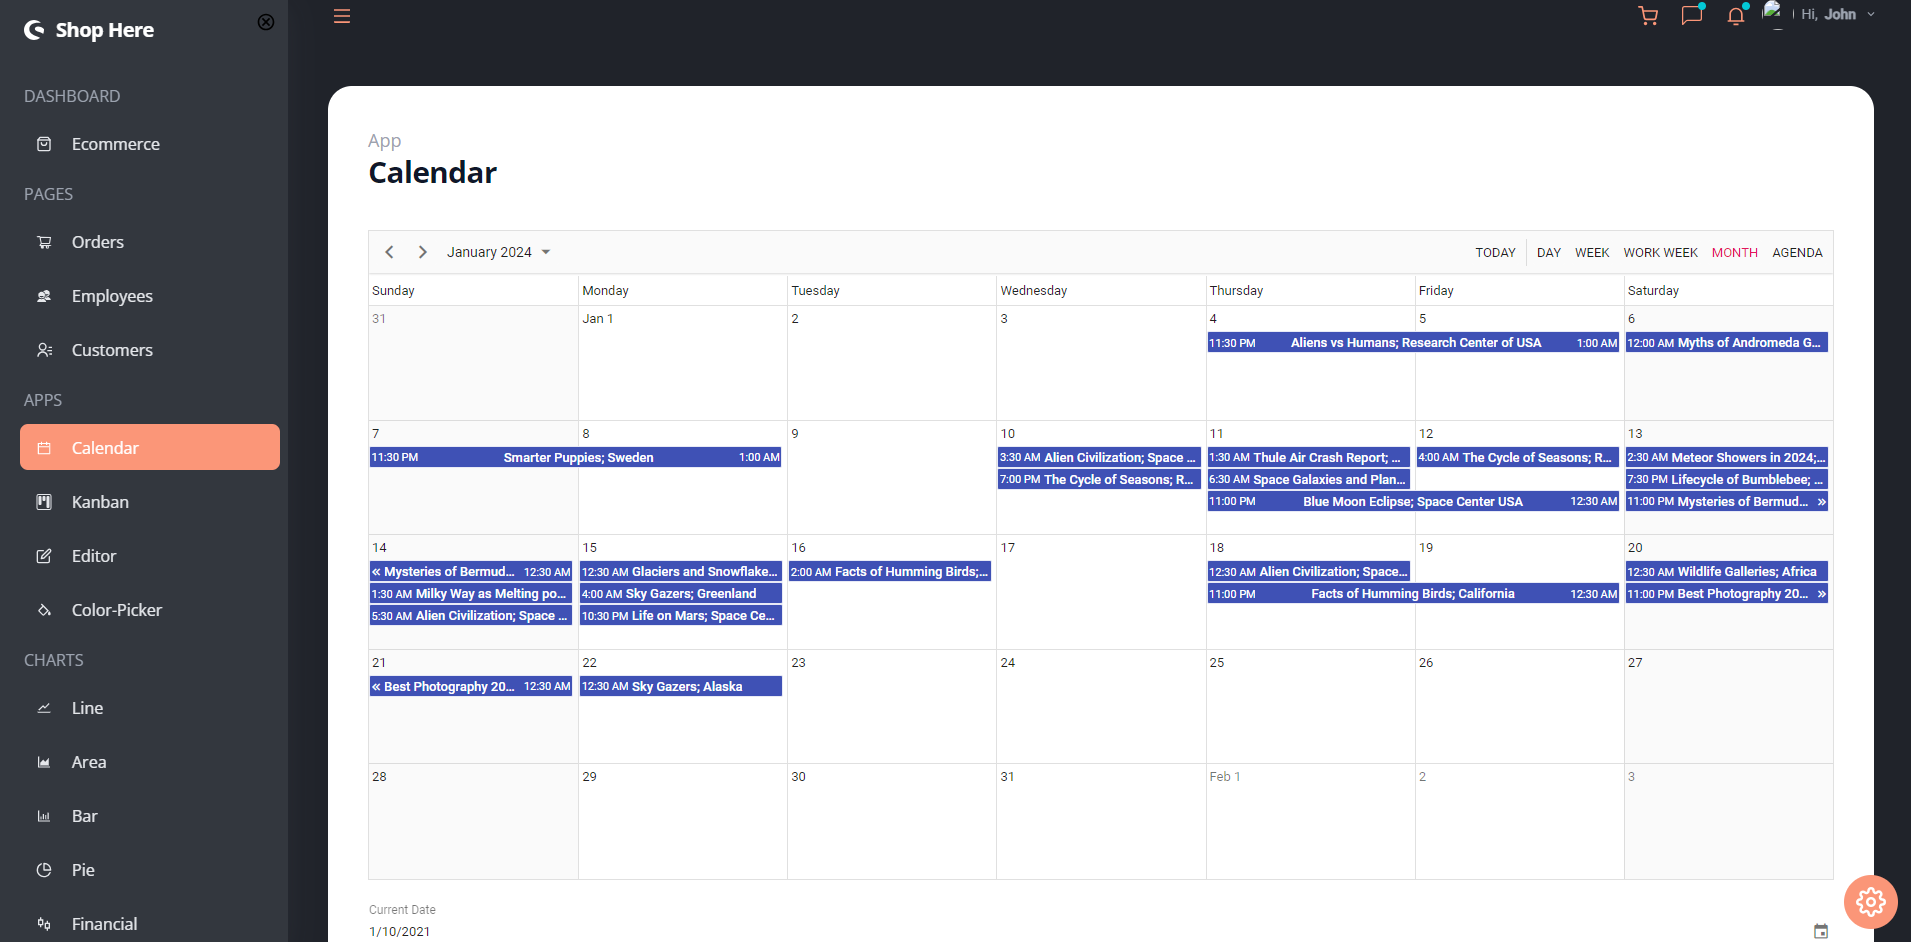 Shop Here
DASHBOARD
Ecommerce
PAGES
Orders
Employees
Customers
APPS
Calendar
Kanban
Editor
Color-Picker
CHARTS
Line
Area
Bar
Pie
Financial
Hi, John
App
Calendar
January 2024
TODAY DAY WEEK WORK WEEK MONTH AGENDA
Sunday Monday Tuesday Wednesday Thursday Friday Saturday
31 Jan 1 2 3 4 5 6
11:30 PM Aliens vs Humans; Research Center of USA 1:00 AM 12:00 AM Myths of Andromeda G...
7 8 9 10 11 12 13
11:30 PM Smarter Puppies; Sweden 1:00 AM 3:30 AM Alien Civilization; Space ... 1:30 AM Thule Air Crash Report; ... 4:00 AM The Cycle of Seasons; R... 2:30 AM Meteor Showers in 2024;...
7:00 PM The Cycle of Seasons; R... 6:30 AM Space Galaxies and Plan... 7:30 PM Lifecycle of Bumblebee; ...
11:00 PM Blue Moon Eclipse; Space Center USA 12:30 AM 11:00 PM Mysteries of Bermud... »
14 15 16 17 18 19 20
« Mysteries of Bermud... 12:30 AM 12:30 AM Glaciers and Snowflake... 2:00 AM Facts of Humming Birds;... 12:30 AM Alien Civilization; Space... 12:30 AM Wildlife Galleries; Africa
1:30 AM Milky Way as Melting po... 4:00 AM Sky Gazers; Greenland 11:00 PM Facts of Humming Birds; California 12:30 AM 11:00 PM Best Photography 20... »
5:30 AM Alien Civilization; Space ... 10:30 PM Life on Mars; Space Ce...
21 22 23 24 25 26 27
« Best Photography 20... 12:30 AM 12:30 AM Sky Gazers; Alaska
28 29 30 31 Feb 1 2 3
Current Date
1/10/2021